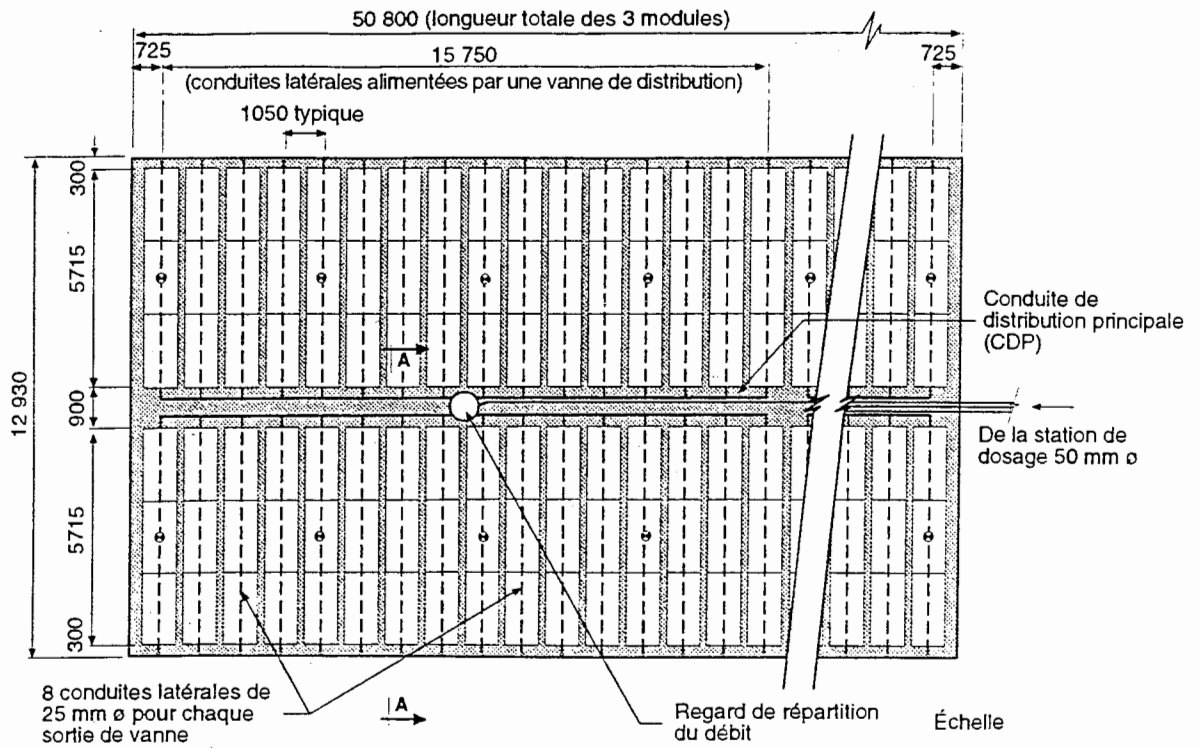 50 800 (longueur totale des 3 modules)
725
15 750
725
(conduites latérales alimentées par une vanne de distribution)
1050 typique
300
5715
12 930
900
5715
300
A
A
Conduite de
distribution principale
(CDP)
De la station de
dosage 50 mm ø
8 conduites latérales de
25 mm ø pour chaque
sortie de vanne
Regard de répartition
du débit
Échelle